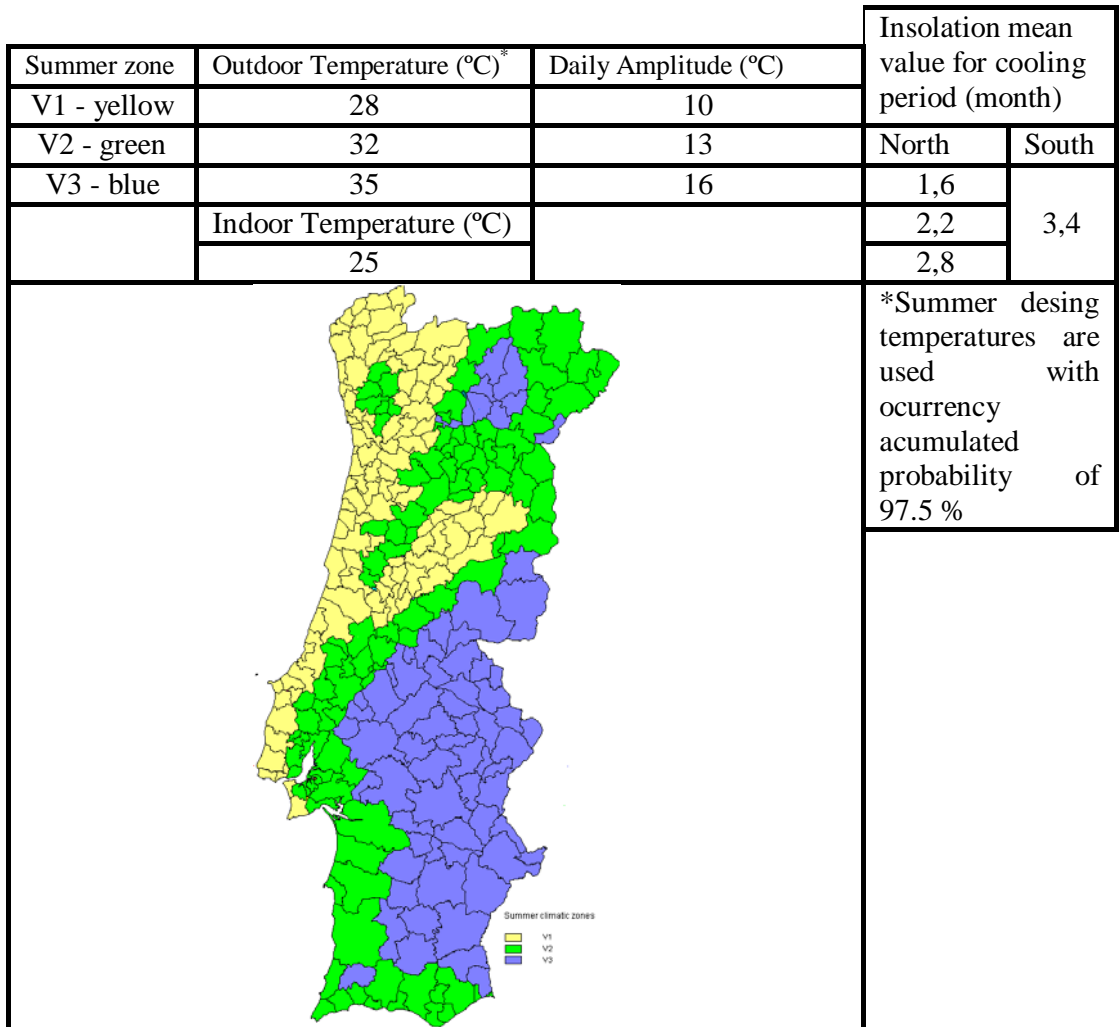 Summer zone Outdoor Temperature (ºC)* Daily Amplitude (ºC)
Insolation mean
value for cooling
period (month)
V1 - yellow 28 10
V2 - green 32 13 North South
V3 - blue 35 16 1,6
Indoor Temperature (ºC) 2,2 3,4
25 2,8
*Summer desing
temperatures are
used with
ocurrency
acumulated
probability of
97.5 %
Summer climatic zones
V1
V2
V3